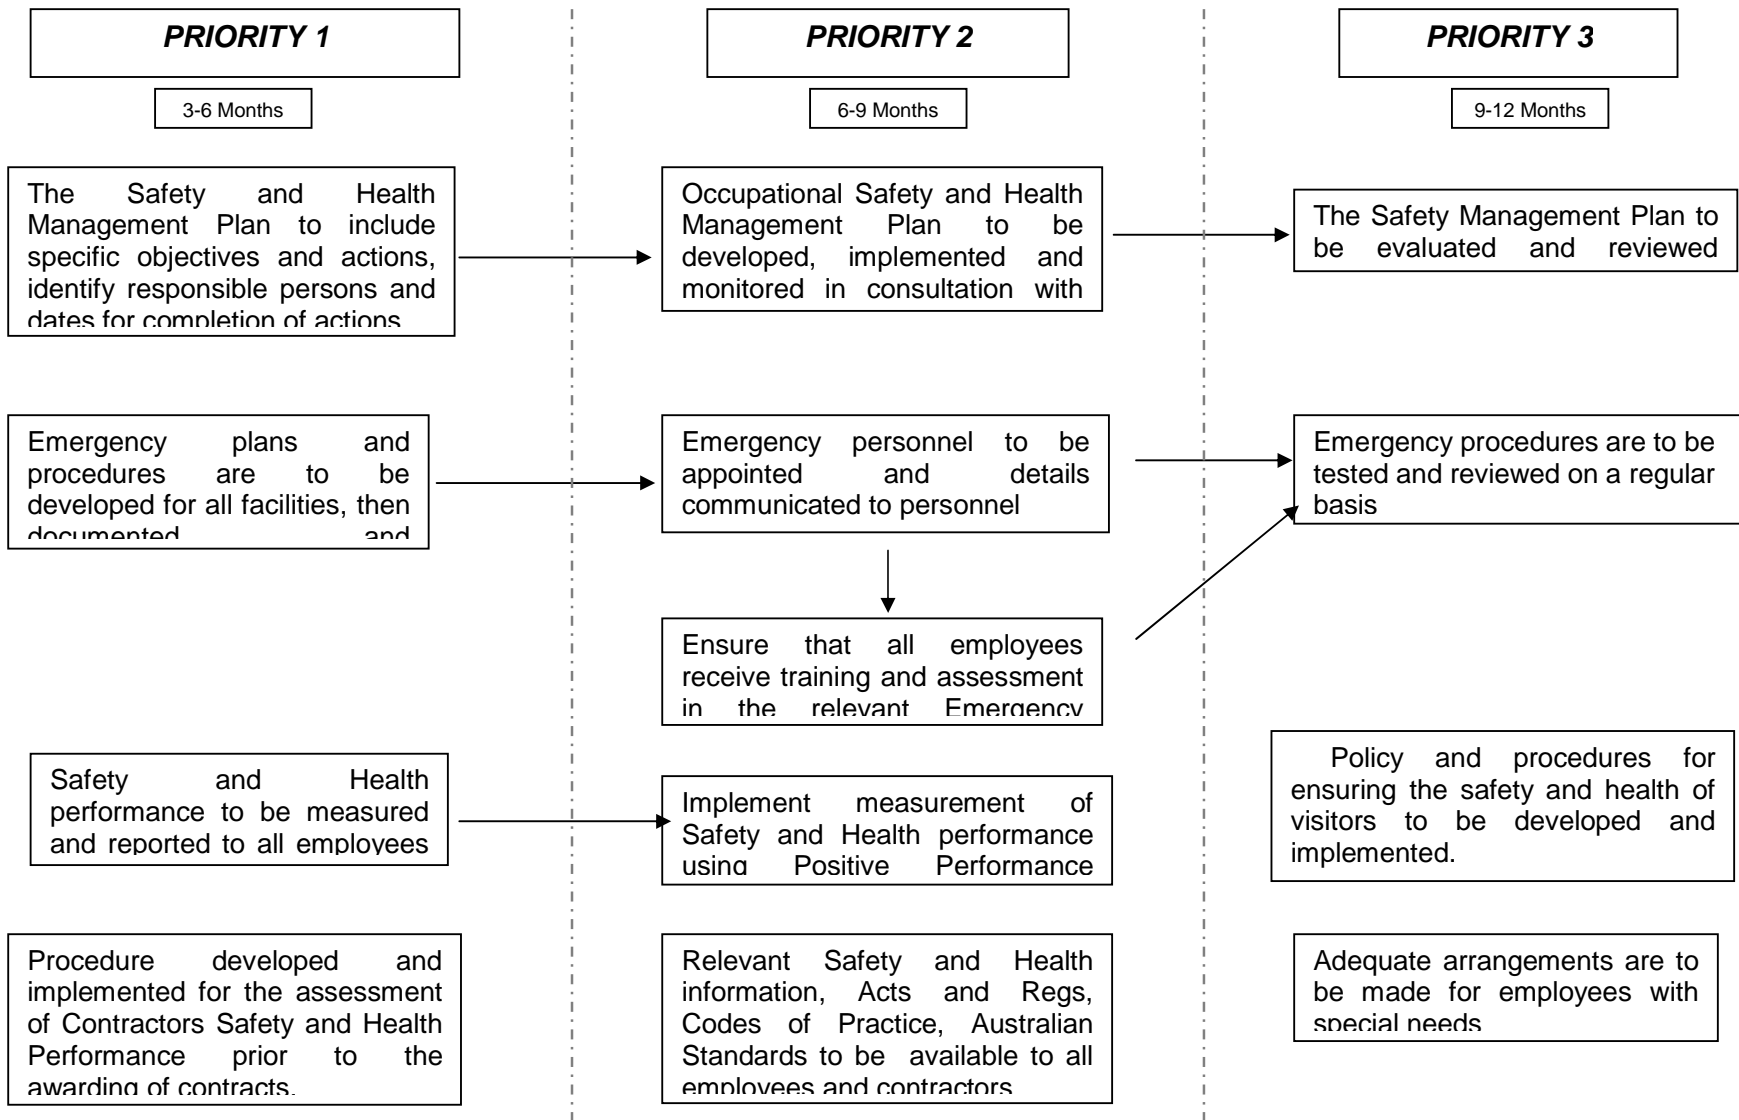 PRIORITY 1
3-6 Months
The Safety and Health
Management Plan to include
specific objectives and actions,
identify responsible persons and
dates for completion of actions
Emergency plans and
procedures are to be
developed for all facilities, then
documented and
Safety and Health
performance to be measured
and reported to all employees
Procedure developed and
implemented for the assessment
of Contractors Safety and Health
Performance prior to the
awarding of contracts.
PRIORITY 2
6-9 Months
Occupational Safety and Health
Management Plan to be
developed, implemented and
monitored in consultation with
Emergency personnel to be
appointed and details
communicated to personnel
Ensure that all employees
receive training and assessment
in the relevant Emergency
Implement measurement of
Safety and Health performance
using Positive Performance
Relevant Safety and Health
information, Acts and Regs,
Codes of Practice, Australian
Standards to be available to all
employees and contractors
PRIORITY 3
9-12 Months
The Safety Management Plan to
be evaluated and reviewed
Emergency procedures are to be
tested and reviewed on a regular
basis
Policy and procedures for
ensuring the safety and health of
visitors to be developed and
implemented.
Adequate arrangements are to
be made for employees with
special needs